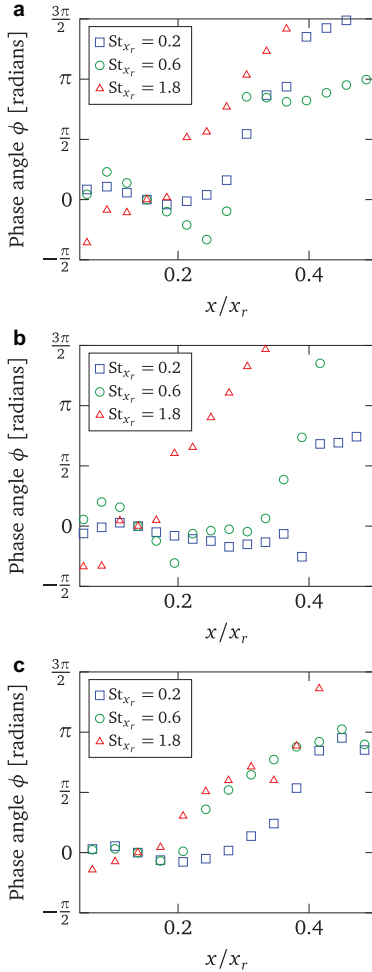 a
3π/2
π
π/2
0
−π/2
Phase angle ϕ [radians]
St_{x_r} = 0.2
St_{x_r} = 0.6
St_{x_r} = 1.8
0.2 0.4
x/x_r
b
3π/2
π
π/2
0
−π/2
Phase angle ϕ [radians]
St_{x_r} = 0.2
St_{x_r} = 0.6
St_{x_r} = 1.8
0.2 0.4
x/x_r
c
3π/2
π
π/2
0
−π/2
Phase angle ϕ [radians]
St_{x_r} = 0.2
St_{x_r} = 0.6
St_{x_r} = 1.8
0.2 0.4
x/x_r